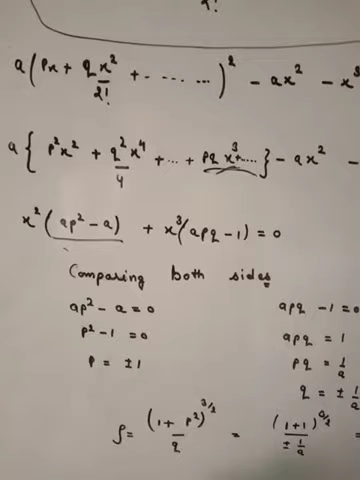 2!
a(px + qx²/2! + - - - - ...)² - ax² - x³
a { p²x² + q²x⁴/4 + ... + pq x³+.... } - ax² -
x² (ap² - a) + x³(apq - 1) = 0
Comparing both sides
ap² - a = 0 apq - 1 = 0
p² - 1 = 0 apq = 1
p = ±1 pq = 1/a
q = ± 1/a
ρ = (1 + p²)^3/2 / q = (1+1)^3/2 / ± 1/a =